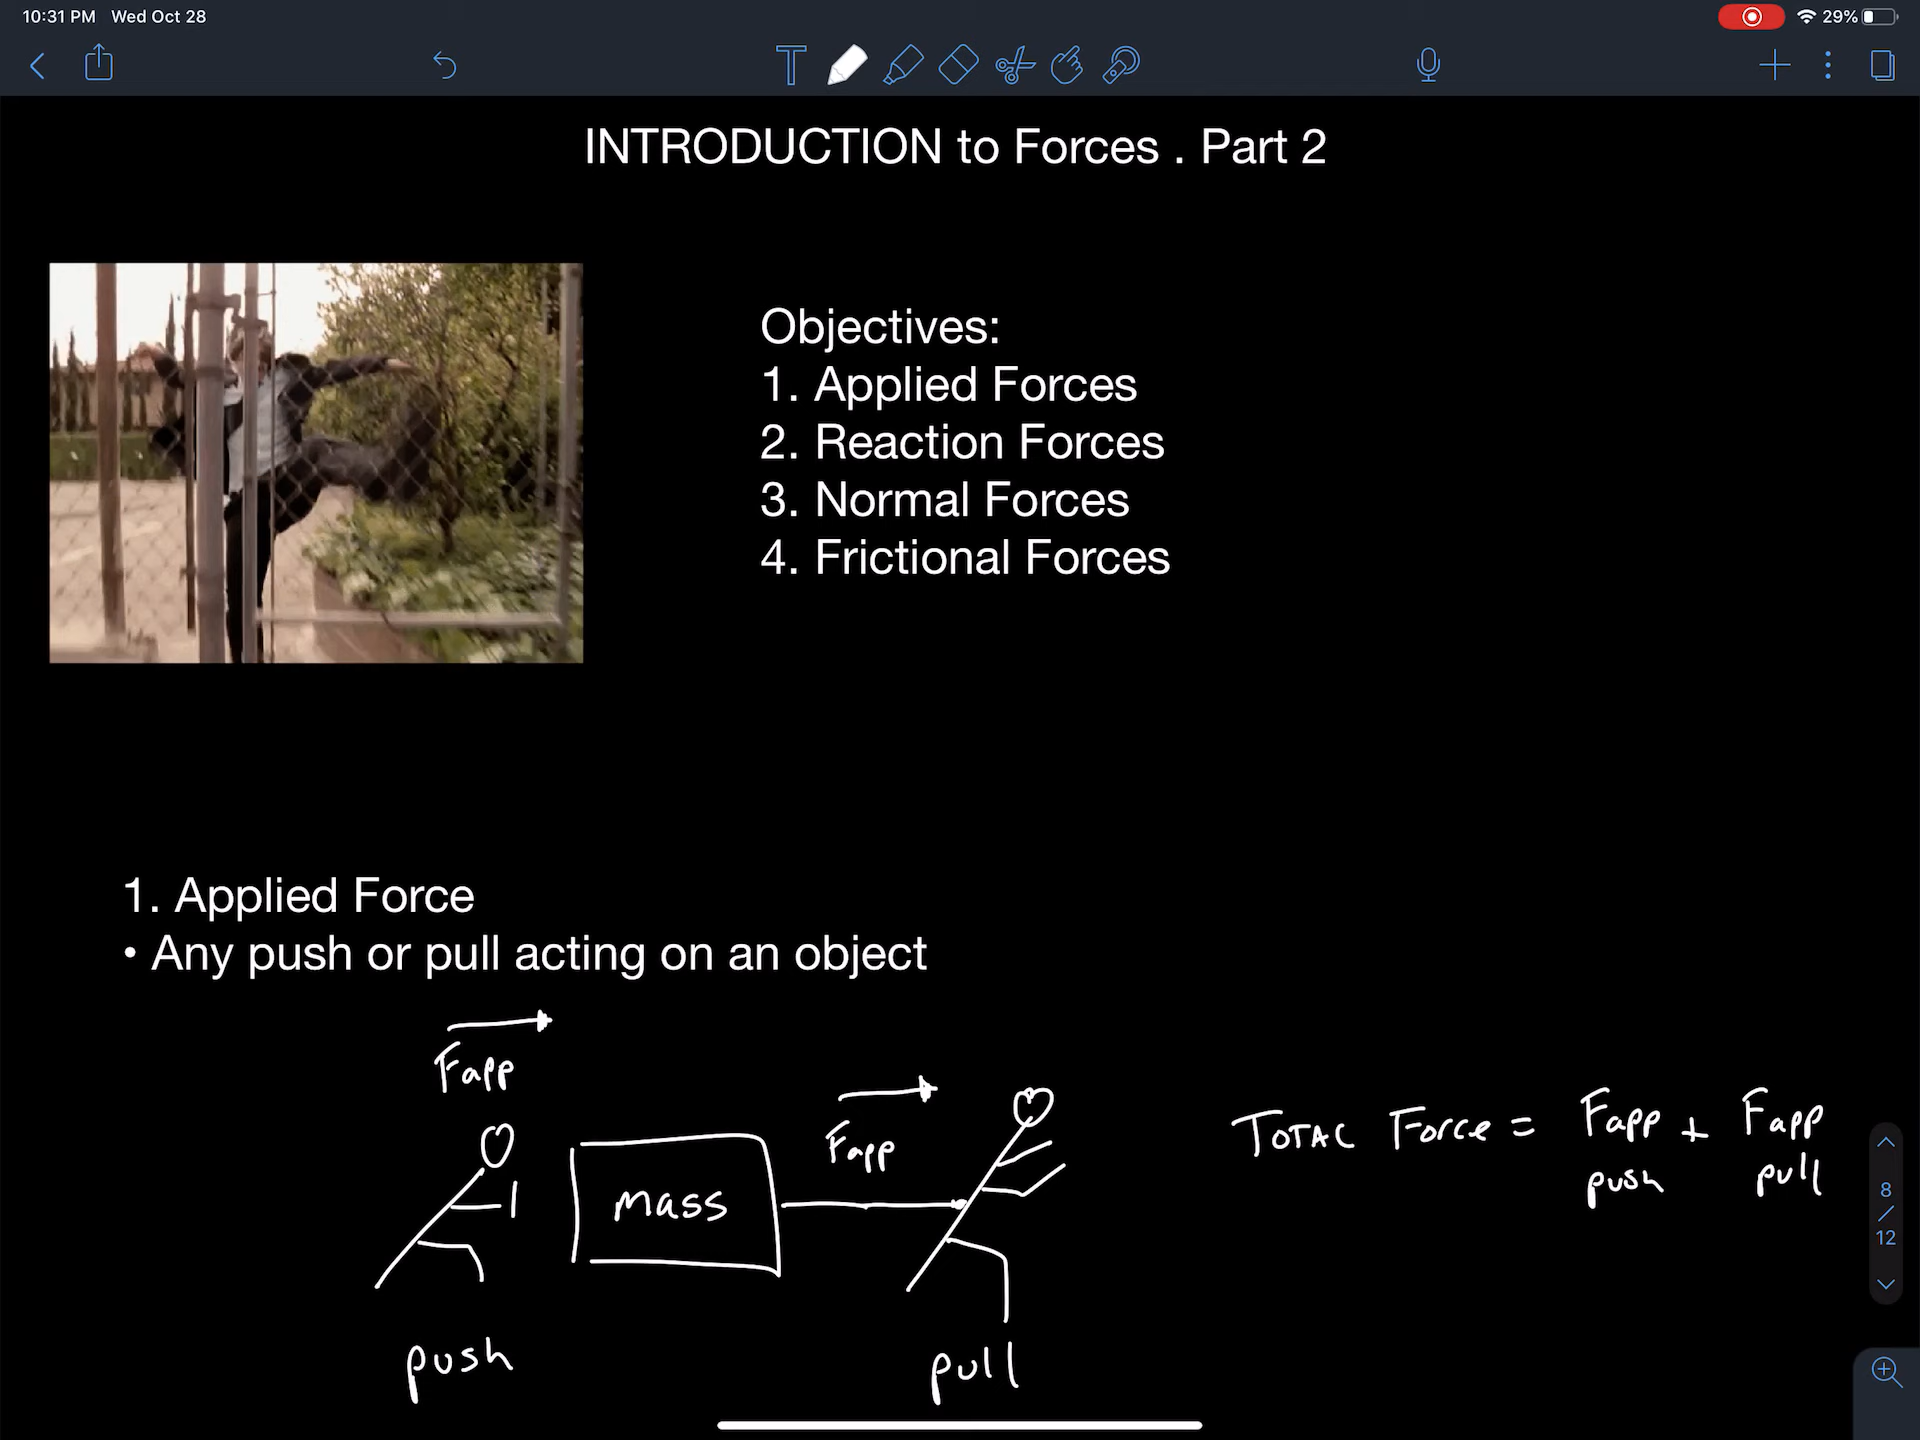 10:31 PM Wed Oct 28
29%
T
INTRODUCTION to Forces . Part 2
Objectives:
1. Applied Forces
2. Reaction Forces
3. Normal Forces
4. Frictional Forces
1. Applied Force
• Any push or pull acting on an object
Fapp
Fapp
mass
push
pull
TOTAL Force = Fapp + Fapp
push pull
8
/
12